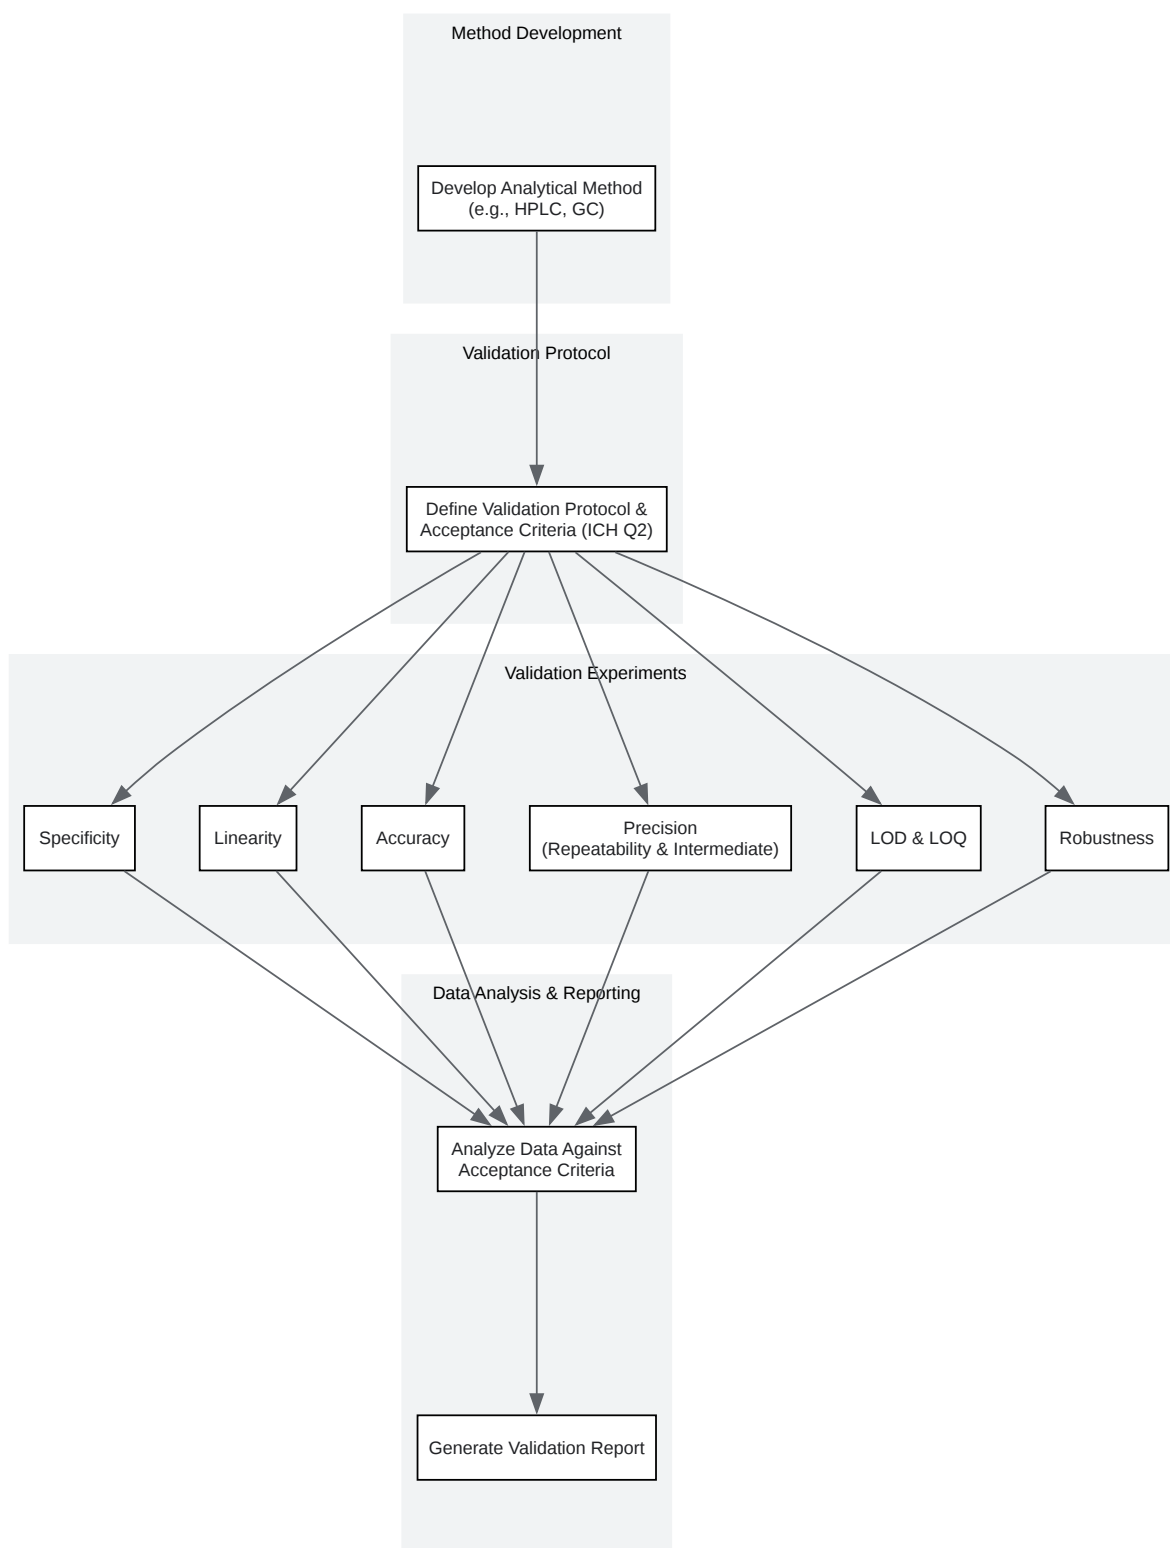 Method Development
Develop Analytical Method
(e.g., HPLC, GC)
Validation Protocol
Define Validation Protocol &
Acceptance Criteria (ICH Q2)
Validation Experiments
Specificity
Linearity
Accuracy
Precision
(Repeatability & Intermediate)
LOD & LOQ
Robustness
Data Analysis & Reporting
Analyze Data Against
Acceptance Criteria
Generate Validation Report